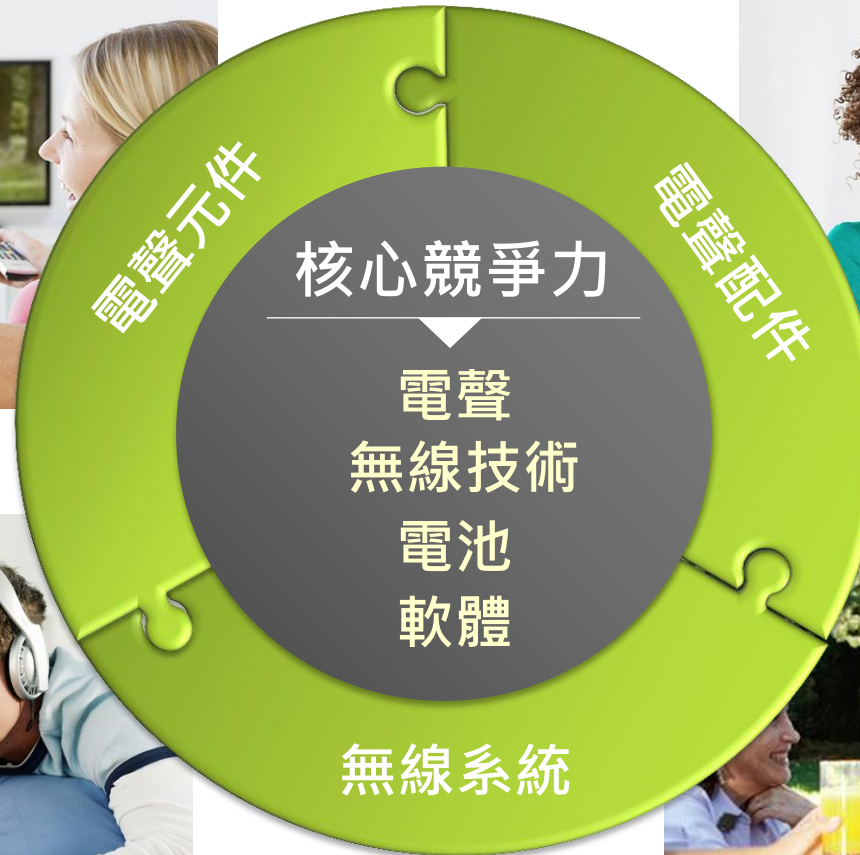 電聲元件
電聲配件
核心競爭力
電聲
無線技術
電池
軟體
無線系統